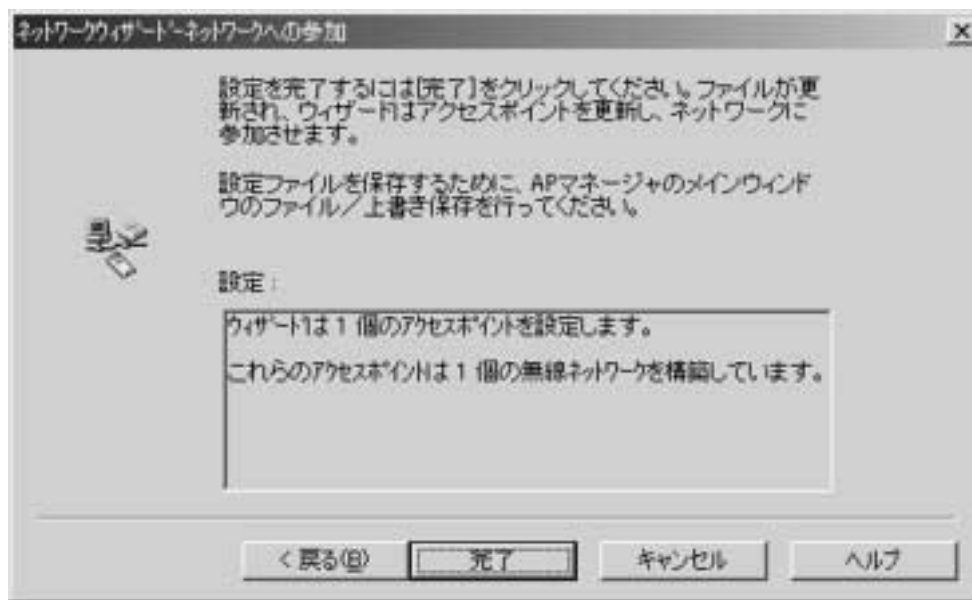 ネットワークウィザード-ネットワークへの参加
設定を完了するには[完了]をクリックしてください。ファイルが更
新され、ウィザードはアクセスポイントを更新し、ネットワークに
参加させます。
設定ファイルを保存するために、APマネージャのメインウィンド
ウのファイル／上書き保存を行ってください。
設定：
ウィザードは 1 個のアクセスポイントを設定します。
これらのアクセスポイントは 1 個の無線ネットワークを構築しています。
< 戻る(B)
完了
キャンセル
ヘルプ